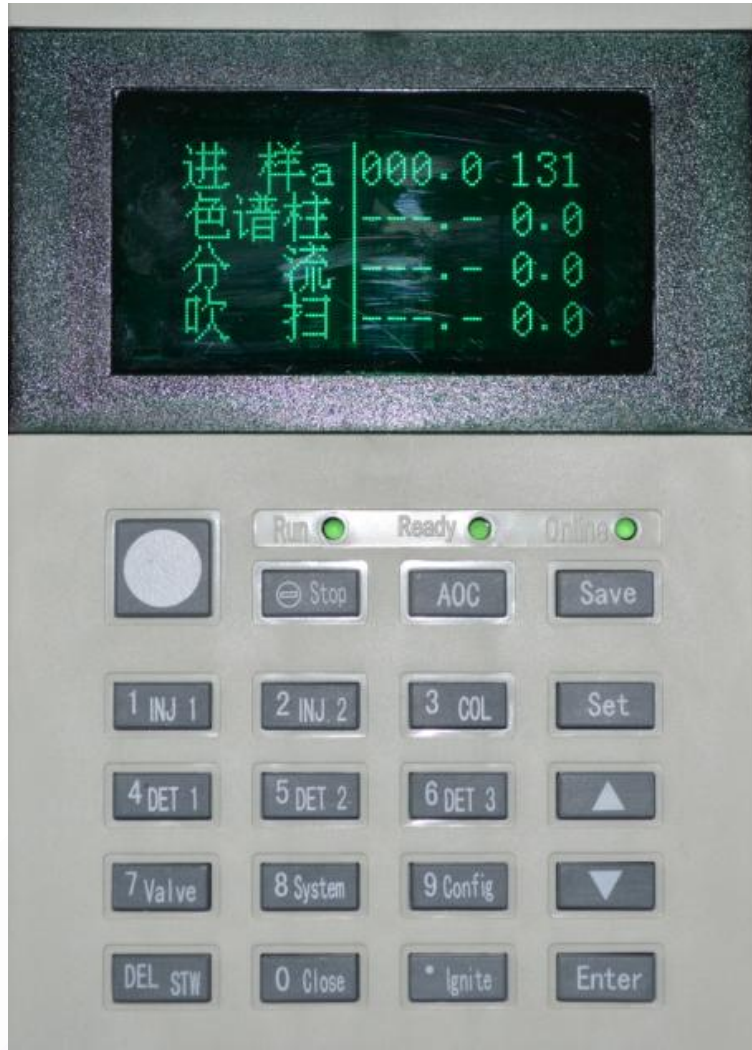 进 样a 000.0 131
色谱柱 ---.- 0.0
分 流 ---.- 0.0
吹 扫 ---.- 0.0
Run Ready Online
Stop AOC Save
1 INJ 1 2 INJ 2 3 COL Set
4 DET 1 5 DET 2 6 DET 3
7 Valve 8 System 9 Config
DEL STW 0 Close • Ignite Enter